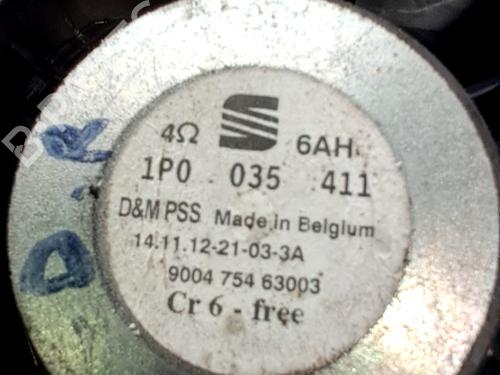 4Ω 6AH
1P0 035 411
D&M PSS Made in Belgium
14.11.12-21-03-3A
9004 754 63003
Cr 6 - free